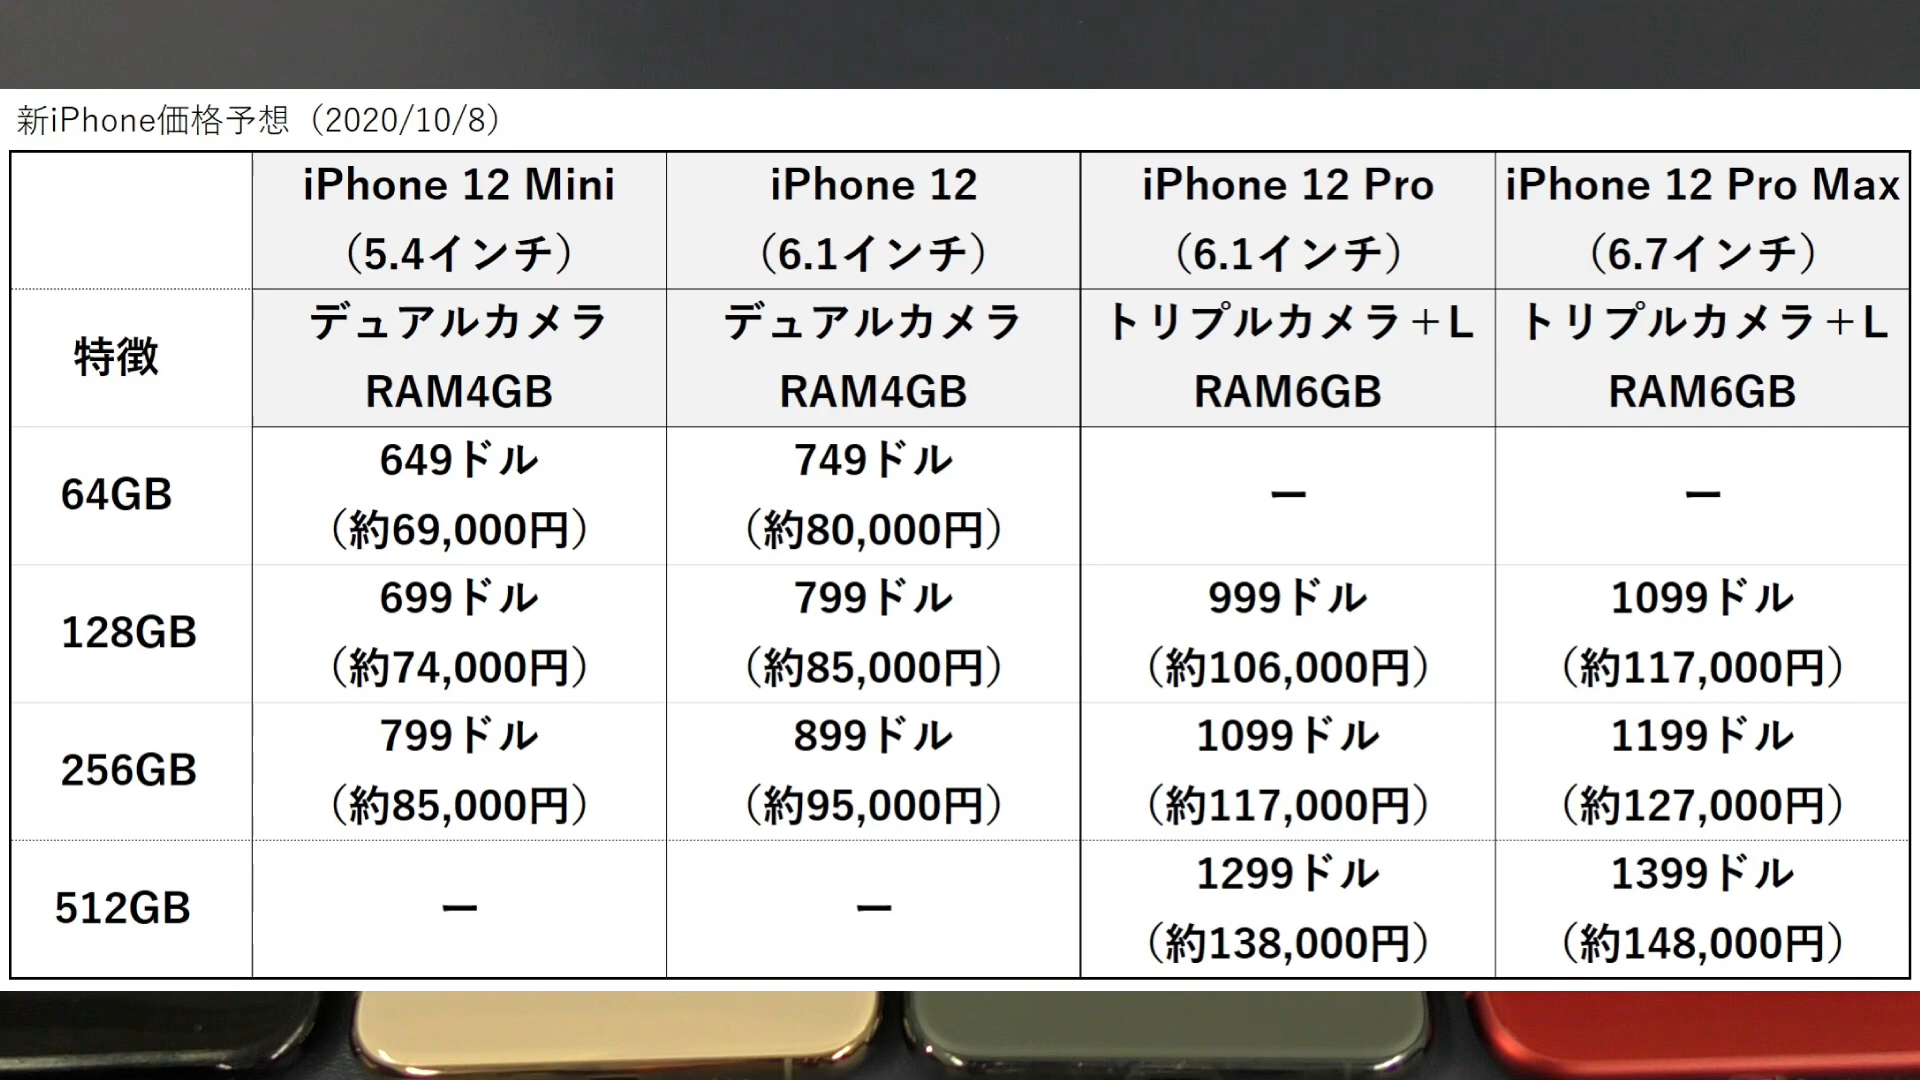 新iPhone価格予想（2020/10/8）
iPhone 12 Mini
（5.4インチ）
iPhone 12
（6.1インチ）
iPhone 12 Pro
（6.1インチ）
iPhone 12 Pro Max
（6.7インチ）
特徴
デュアルカメラ
RAM4GB
デュアルカメラ
RAM4GB
トリプルカメラ＋L
RAM6GB
トリプルカメラ＋L
RAM6GB
64GB
649ドル
（約69,000円）
749ドル
（約80,000円）
ー
ー
128GB
699ドル
（約74,000円）
799ドル
（約85,000円）
999ドル
（約106,000円）
1099ドル
（約117,000円）
256GB
799ドル
（約85,000円）
899ドル
（約95,000円）
1099ドル
（約117,000円）
1199ドル
（約127,000円）
512GB
ー
ー
1299ドル
（約138,000円）
1399ドル
（約148,000円）